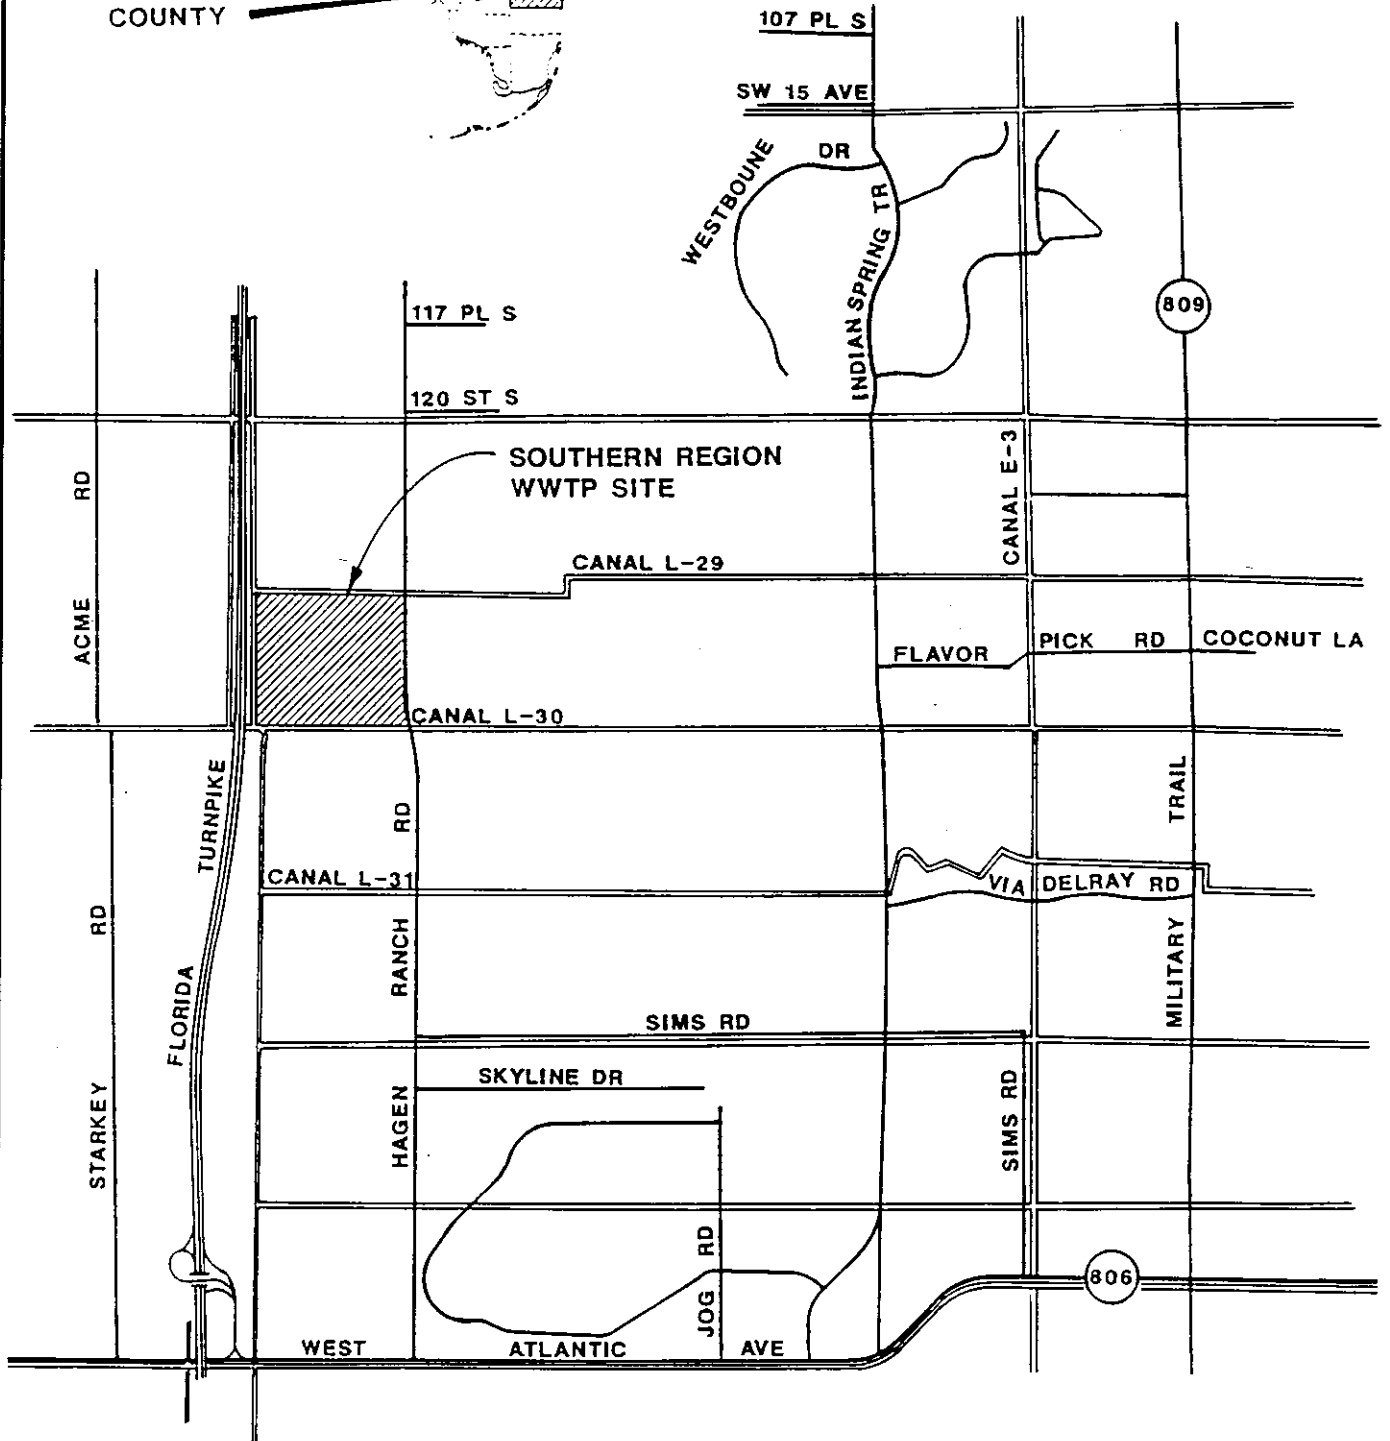 COUNTY
107 PL S
SW 15 AVE
WESTBOUNE DR
INDIAN SPRING TR
809
117 PL S
120 ST S
SOUTHERN REGION
WWTP SITE
CANAL E-3
ACME RD
CANAL L-29
FLAVOR PICK RD
COCONUT LA
CANAL L-30
FLORIDA TURNPIKE
HAGEN RANCH RD
MILITARY TRAIL
CANAL L-31
VIA DELRAY RD
STARKEY RD
SIMS RD
SKYLINE DR
SIMS RD
JOG RD
806
WEST ATLANTIC AVE